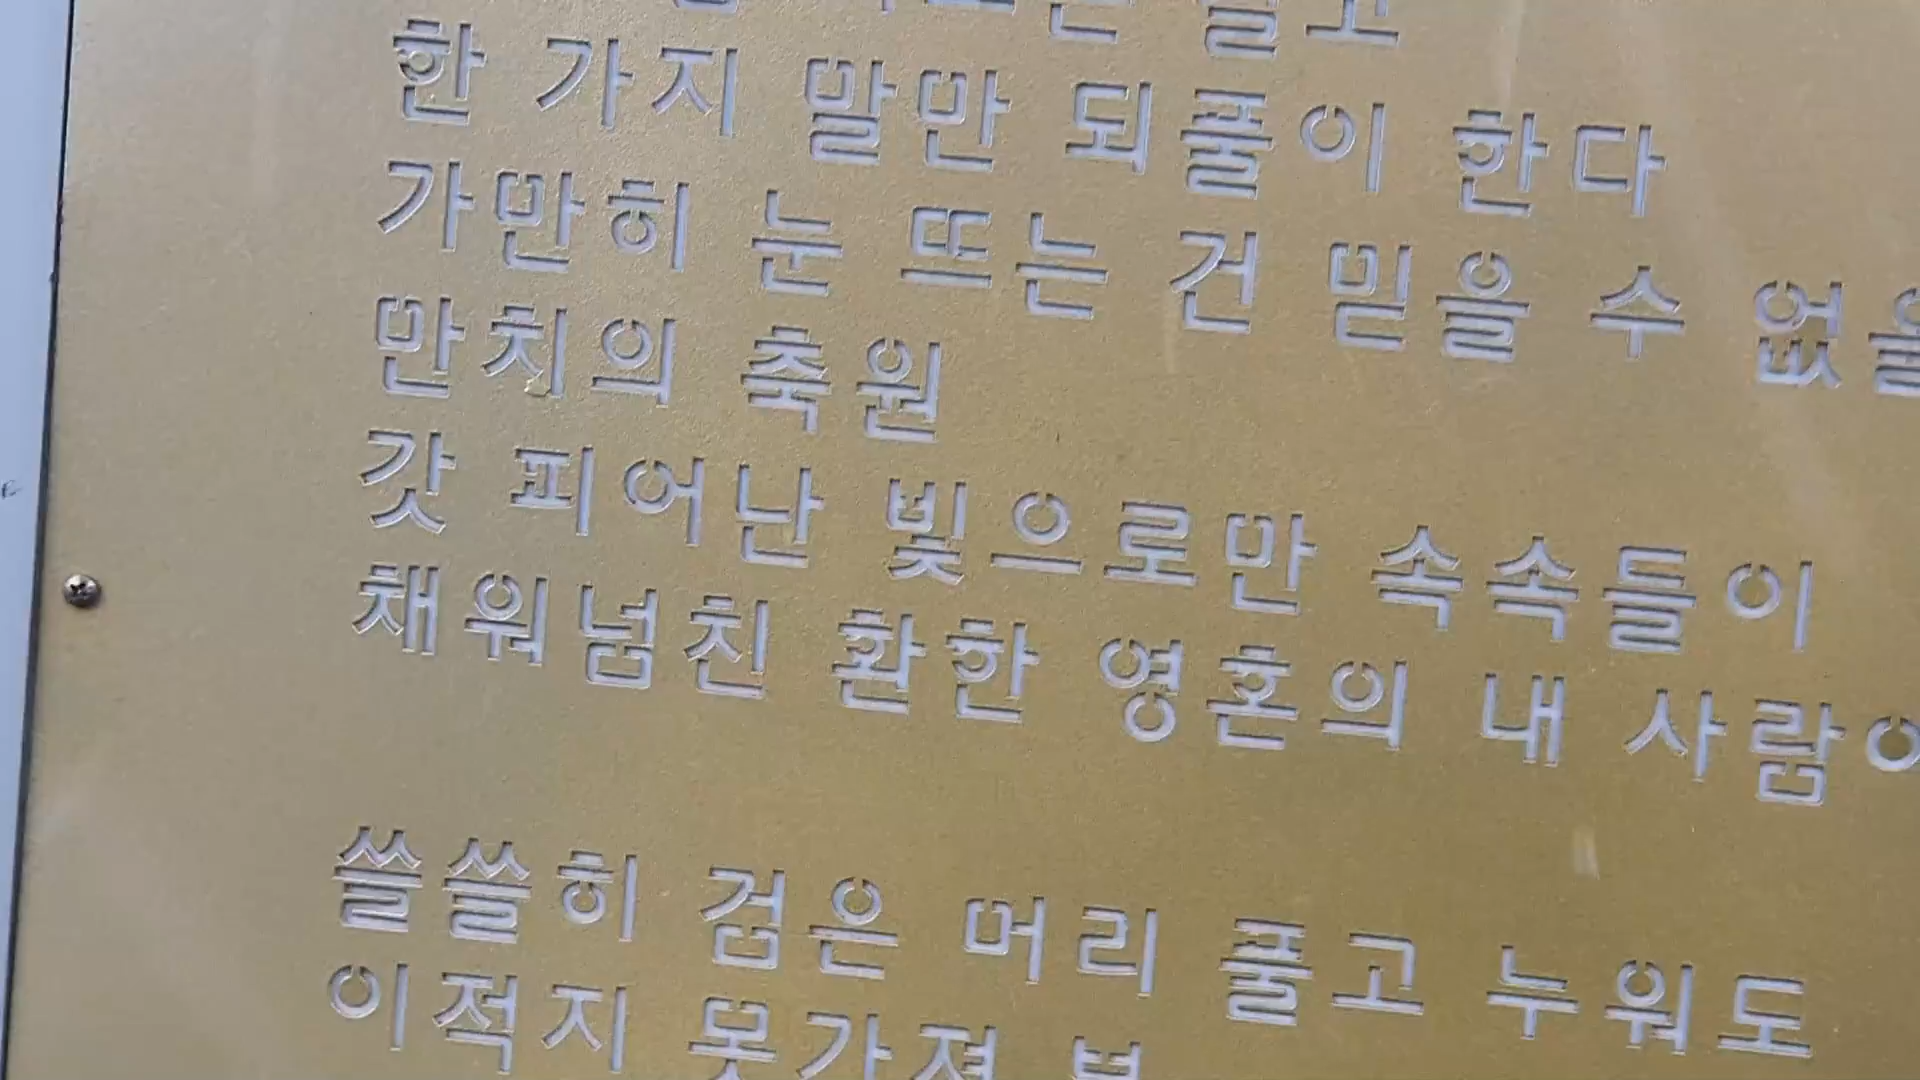 한 가지 말만 되풀이 한다
가만히 눈 뜨는 건 믿을 수 없을
만치의 축원
갓 피어난 빛으로만 속속들이
채워넘친 환한 영혼의 내 사람
쓸쓸히 검은 머리 풀고 누워도
이적지 못가져 본